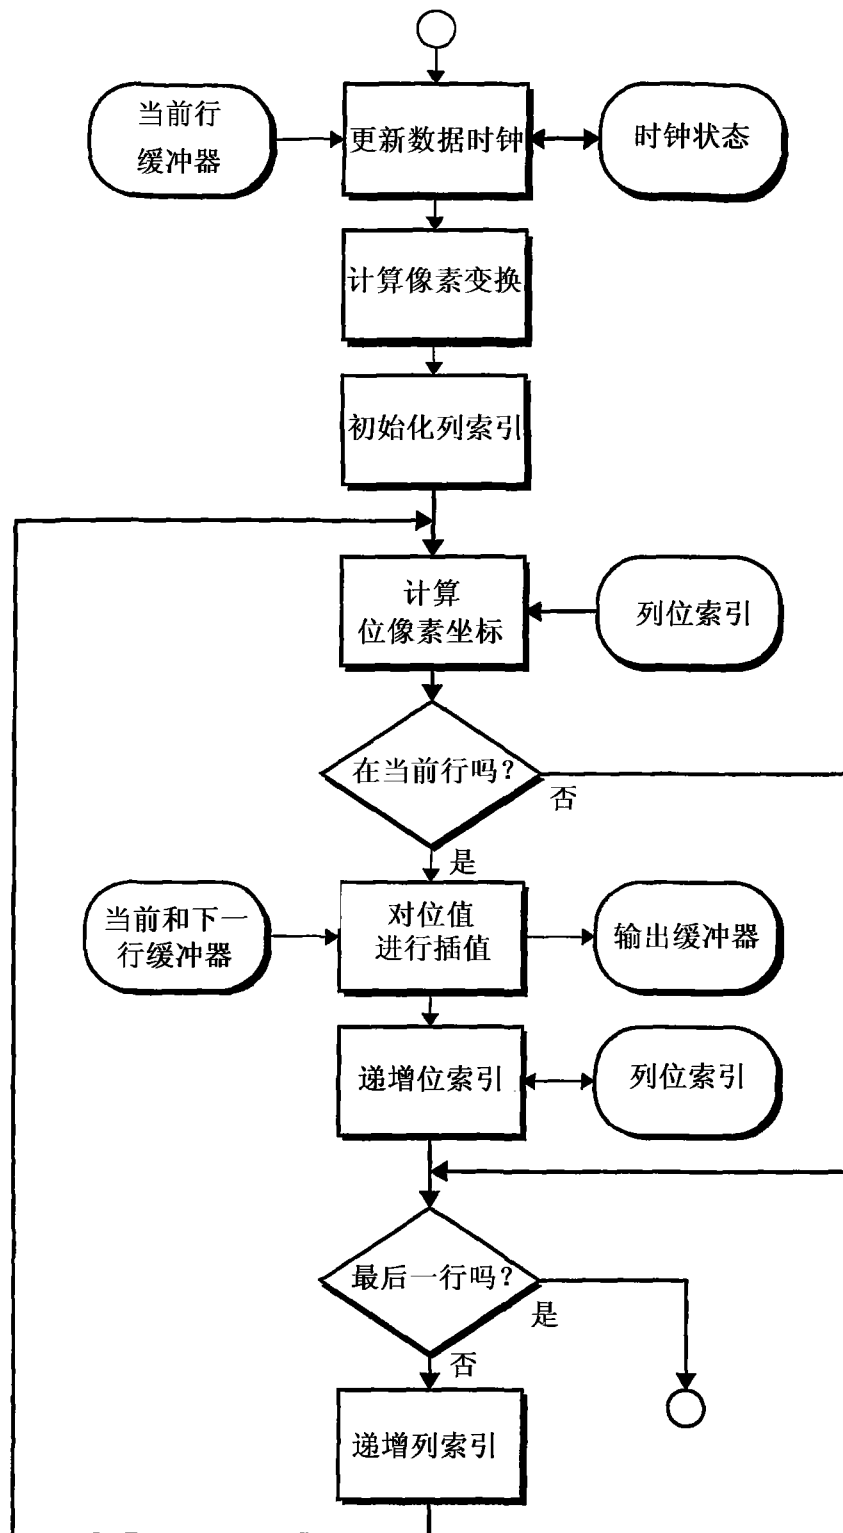 当前行
缓冲器
更新数据时钟
时钟状态
计算像素变换
初始化列索引
计算
位像素坐标
列位索引
在当前行吗?
否
是
当前和下一
行缓冲器
对位值
进行插值
输出缓冲器
递增位索引
列位索引
最后一行吗?
是
否
递增列索引